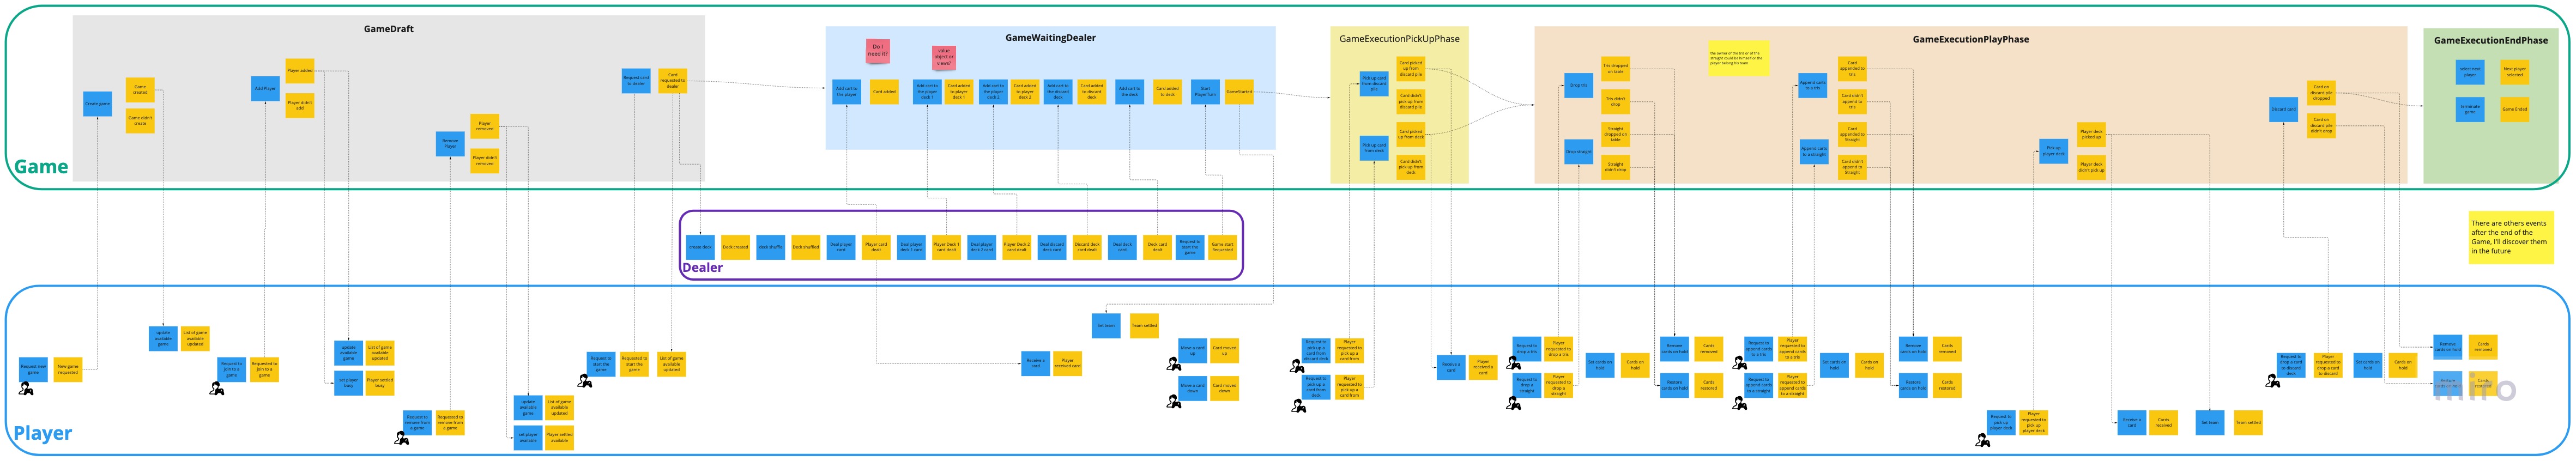 GameDraft
GameWaitingDealer
GameExecutionPickUpPhase
GameExecutionPlayPhase
GameExecutionEndPhase
Game
Create game
Game
created
Game didn't
create
Add Player
Player added
Player didn't
add
Remove
Player
Player
removed
Player didn't
removed
Request card
to dealer
Card
requested to
dealer
Do I
need it?
value
object as
views?
Add cart to
the player
Card added
Add cart to
the player
deck 1
Card added
to player
deck 1
Add cart to
the player
deck 2
Card added
to player
deck 2
Add cart to
the discard
deck
Card added
to discard
deck
Add cart to
the deck
Card added
to deck
Start
PlayerTurn
GameStarted
Pick up card
from discard
pile
Card picked
up from
discard pile
Card didn't
pick up from
discard pile
Pick up card
from deck
Card picked
up from deck
Card didn't
pick up from
deck
Drop tris
Tris dropped
on table
Tris didn't
drop
Drop straight
Straight
dropped on
table
Straight
didn't drop
the owner of the tris or of the
straight could be himself or the
player belong his team
Append carts
to a tris
Card
appended to
tris
Card didn't
append to
tris
Append carts
to a straight
Card
appended to
Straight
Card didn't
append to
Straight
Pick up
player deck
Player deck
picked up
Player deck
didn't pick up
Discard card
Card on
discard pile
dropped
Card on
discard pile
didn't drop
select next
player
Next player
selected
terminate
game
Game Ended
Dealer
create deck
Deck created
deck shuffle
Deck shuffled
Deal player
card
Player card
dealt
Deal player
deck 1 card
Player Deck 1
card dealt
Deal player
deck 2 card
Player Deck 2
card dealt
Deal discard
deck card
Discard deck
card dealt
Deal deck
card
Deck card
dealt
Request to
start the
game
Game start
Requested
There are others events
after the end of the
Game, I'll discover them
in the future
Player
Request new
game
New game
requested
update
available
game
List of game
available
updated
Request to
join to a
game
Requested to
join to a
game
update
available
game
List of game
available
updated
set player
busy
Player settled
busy
Request to
remove from
a game
Requested to
remove from
a game
update
available
game
List of game
available
updated
set player
available
Player settled
available
Request to
start the
game
Requested to
start the
game
List of game
available
updated
Receive a
card
Player
received card
Set team
Team settled
Move a card
up
Card moved
up
Move a card
down
Card moved
down
Request to
pick up a
card from
discard deck
Player
requested to
pick up a
card from
Request to
pick up a
card from
deck
Player
requested to
pick up a
card from
Receive a
card
Player
received a
card
Request to
drop a tris
Player
requested to
drop a tris
Request to
drop a
straight
Player
requested to
drop a
straight
Set cards on
hold
Cards on
hold
Remove
cards on hold
Cards
removed
Restore
cards on hold
Cards
restored
Request to
append cards
to a tris
Player
requested to
append cards
to a tris
Request to
append cards
to a straight
Player
requested to
append cards
to a straight
Set cards on
hold
Cards on
hold
Remove
cards on hold
Cards
removed
Restore
cards on hold
Cards
restored
Request to
pick up
player deck
Player
requested to
pick up
player deck
Receive a
card
Cards
received
Set team
Team settled
Request to
drop a card
to discard
deck
Player
requested to
drop a card
to discard
Set cards on
hold
Cards on
hold
Remove
cards on hold
Cards
removed
Cards
miro